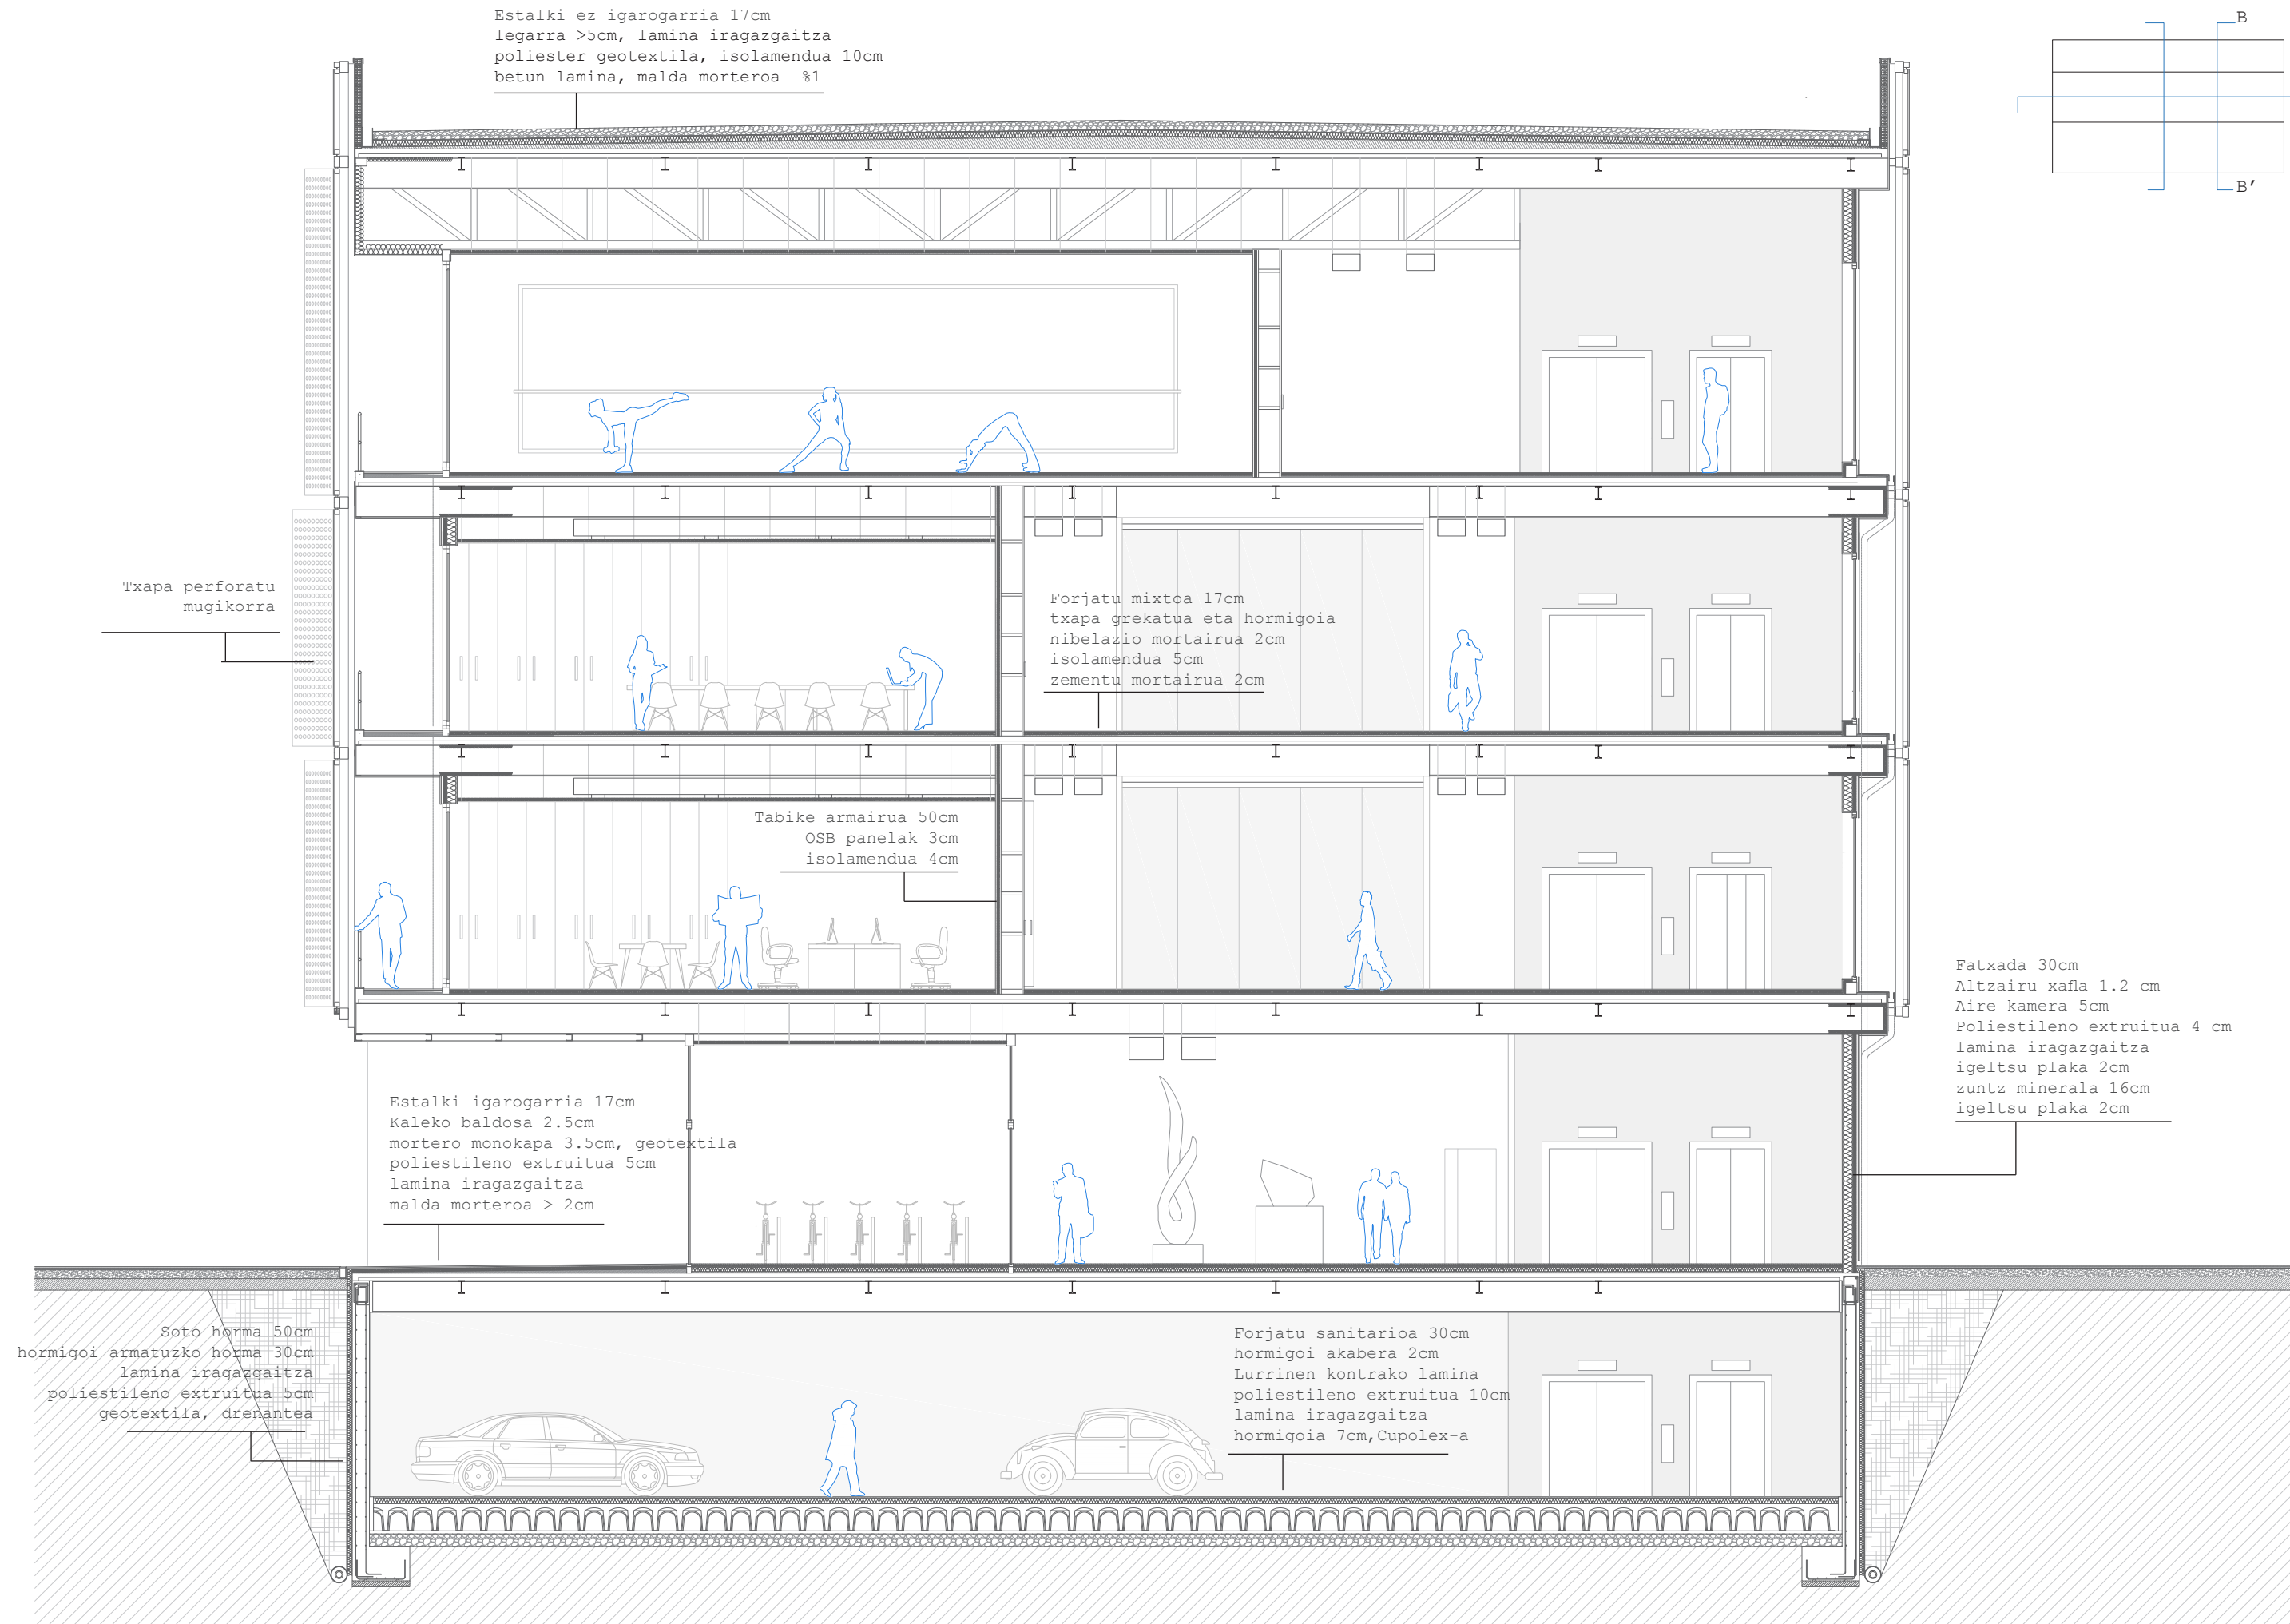 Estalki ez igarogarria 17cm
legarra >5cm, lamina iragazgaitza
poliester geotextila, isolamendua 10cm
betun lamina, malda morteroa  %1
B
B'
Txapa perforatu
mugikorra
Forjatu mixtoa 17cm
txapa grekatua eta hormigoia
nibelazio mortairua 2cm
isolamendua 5cm
zementu mortairua 2cm
Tabike armairua 50cm
OSB panelak 3cm
isolamendua 4cm
Fatxada 30cm
Altzairu xafla 1.2 cm
Aire kamera 5cm
Poliestileno extruitua 4 cm
lamina iragazgaitza
igeltsu plaka 2cm
zuntz minerala 16cm
igeltsu plaka 2cm
Estalki igarogarria 17cm
Kaleko baldosa 2.5cm
mortero monokapa 3.5cm, geotextila
poliestileno extruitua 5cm
lamina iragazgaitza
malda morteroa > 2cm
Soto horma 50cm
hormigoi armatuzko horma 30cm
lamina iragazgaitza
poliestileno extruitua 5cm
geotextila, drenantea
Forjatu sanitarioa 30cm
hormigoi akabera 2cm
Lurrinen kontrako lamina
poliestileno extruitua 10cm
lamina iragazgaitza
hormigoia 7cm,Cupolex-a